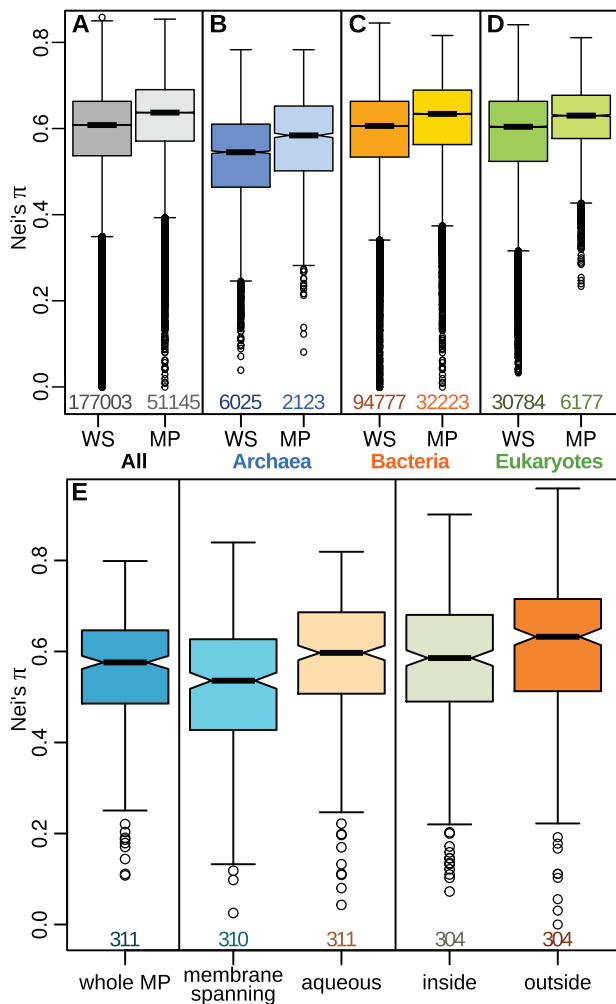 A B C D
Nei's π
0.8
0.6
0.4
0.2
0.0
177003 51145 6025 2123 94777 32223 30784 6177
WS MP WS MP WS MP WS MP
All Archaea Bacteria Eukaryotes
E
Nei's π
0.8
0.6
0.4
0.2
0.0
311 310 311 304 304
whole MP membrane spanning aqueous inside outside